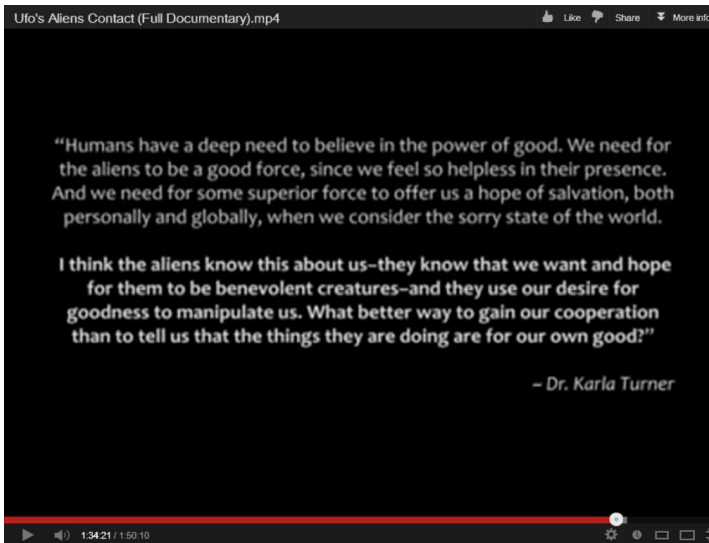 Ufo's Aliens Contact (Full Documentary).mp4
Like
Share
More info
“Humans have a deep need to believe in the power of good. We need for
the aliens to be a good force, since we feel so helpless in their presence.
And we need for some superior force to offer us a hope of salvation, both
personally and globally, when we consider the sorry state of the world.
I think the aliens know this about us–they know that we want and hope
for them to be benevolent creatures–and they use our desire for
goodness to manipulate us. What better way to gain our cooperation
than to tell us that the things they are doing are for our own good?”
~ Dr. Karla Turner
1:34:21 / 1:50:10